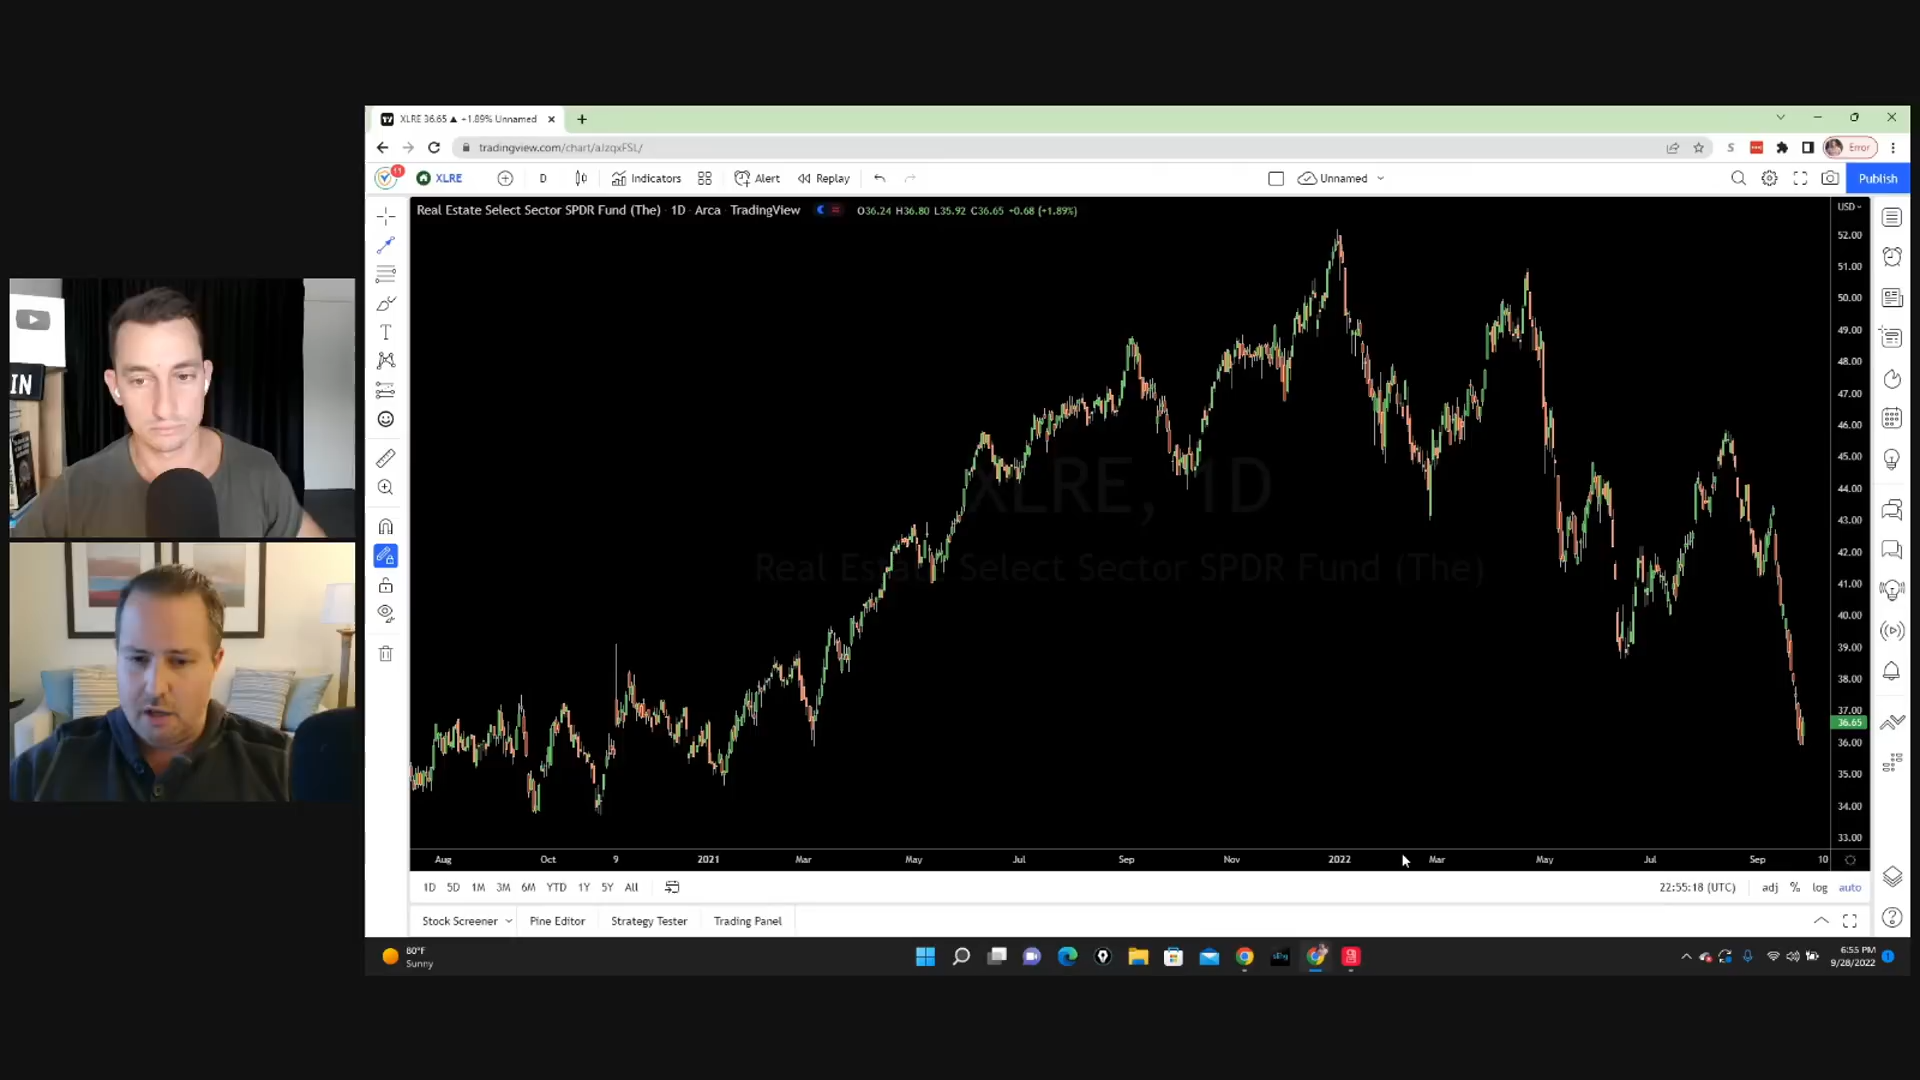 XLRE 36.65 ▲ +1.89% Unnamed
tradingview.com/chart/aJzqxFSL/
Error
11
XLRE
D
Indicators
Alert
Replay
Unnamed
Publish
Real Estate Select Sector SPDR Fund (The) · 1D · Arca · TradingView
O36.24 H36.80 L35.92 C36.65 +0.68 (+1.89%)
USD
52.00
51.00
50.00
49.00
48.00
47.00
46.00
45.00
44.00
43.00
42.00
41.00
40.00
39.00
38.00
37.00
36.65
36.00
35.00
34.00
33.00
XLRE, 1D
Real Estate Select Sector SPDR Fund (The)
IN
Aug Oct 9 2021 Mar May Jul Sep Nov 2022 Mar May Jul Sep 10
1D 5D 1M 3M 6M YTD 1Y 5Y All
22:55:18 (UTC)
adj % log auto
Stock Screener Pine Editor Strategy Tester Trading Panel
80°F
Sunny
6:55 PM
9/28/2022
1